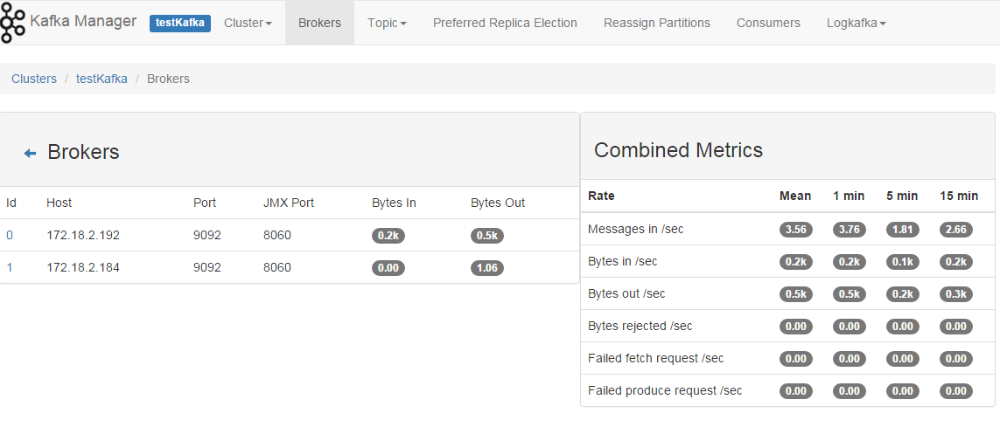 Kafka Manager testKafka Cluster Brokers Topic Preferred Replica Election Reassign Partitions Consumers Logkafka
Clusters / testKafka / Brokers
Brokers
Id Host Port JMX Port Bytes In Bytes Out
0 172.18.2.192 9092 8060 0.2k 0.5k
1 172.18.2.184 9092 8060 0.00 1.06
Combined Metrics
Rate Mean 1 min 5 min 15 min
Messages in /sec 3.56 3.76 1.81 2.66
Bytes in /sec 0.2k 0.2k 0.1k 0.2k
Bytes out /sec 0.5k 0.5k 0.2k 0.3k
Bytes rejected /sec 0.00 0.00 0.00 0.00
Failed fetch request /sec 0.00 0.00 0.00 0.00
Failed produce request /sec 0.00 0.00 0.00 0.00